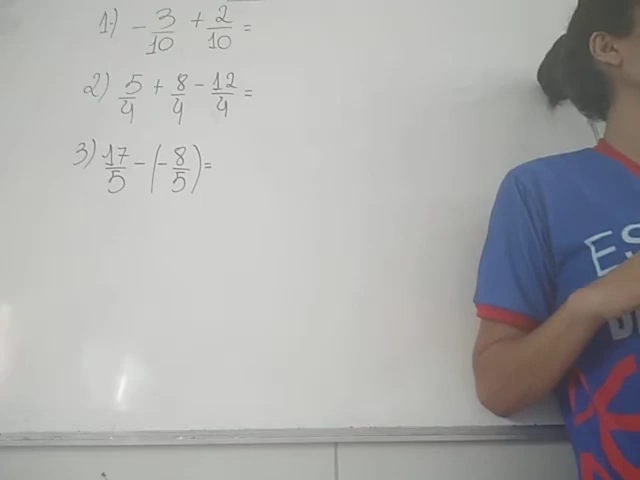 1.) - 3/10 + 2/10 =
2) 5/4 + 8/4 - 12/4 =
3) 17/5 - (- 8/5) =
ES